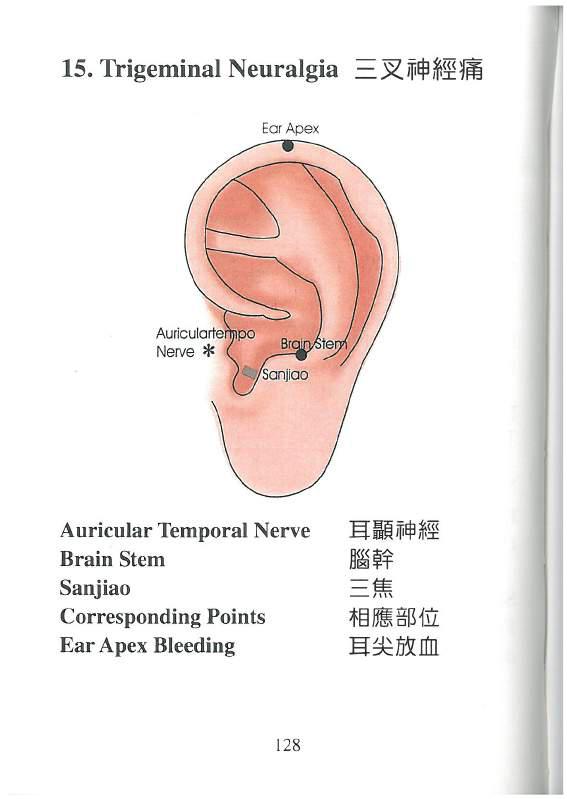 15. Trigeminal Neuralgia 三叉神經痛
Ear Apex
Auriculartempo
Nerve *
Brain Stem
Sanjiao
Auricular Temporal Nerve 耳顳神經
Brain Stem 腦幹
Sanjiao 三焦
Corresponding Points 相應部位
Ear Apex Bleeding 耳尖放血
128